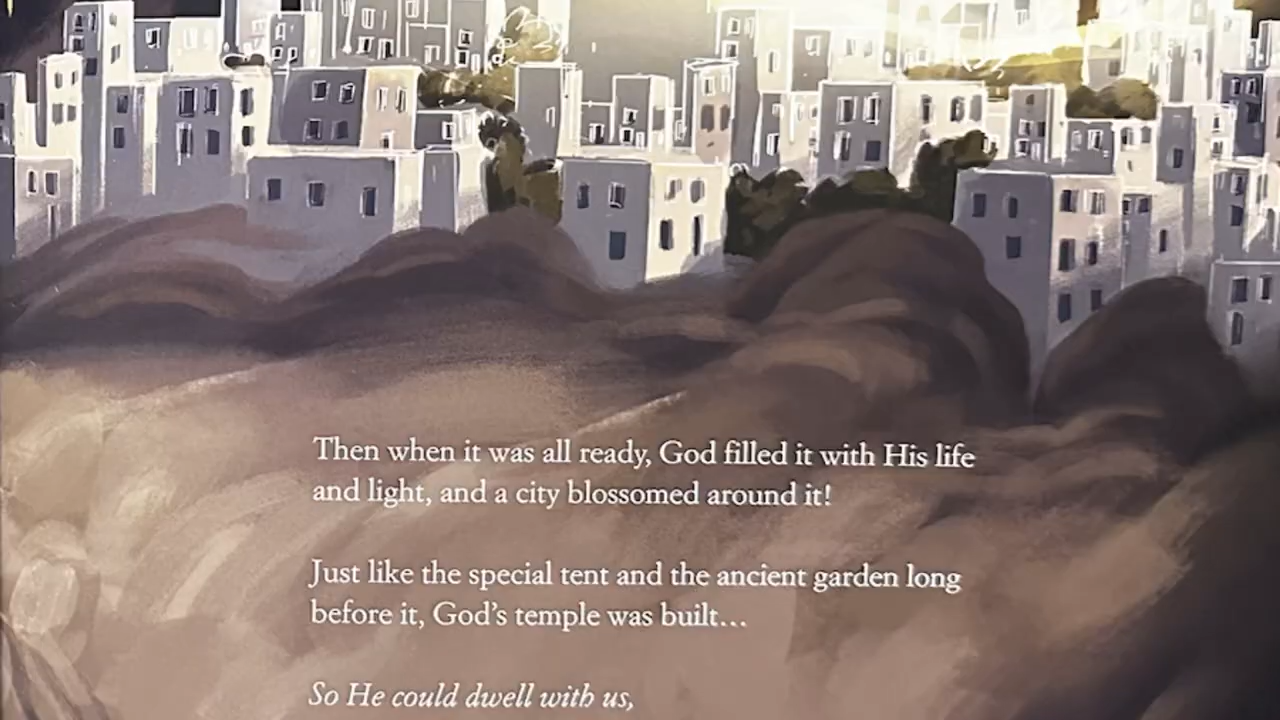 Then when it was all ready, God filled it with His life
and light, and a city blossomed around it!
Just like the special tent and the ancient garden long
before it, God's temple was built…
So He could dwell with us,